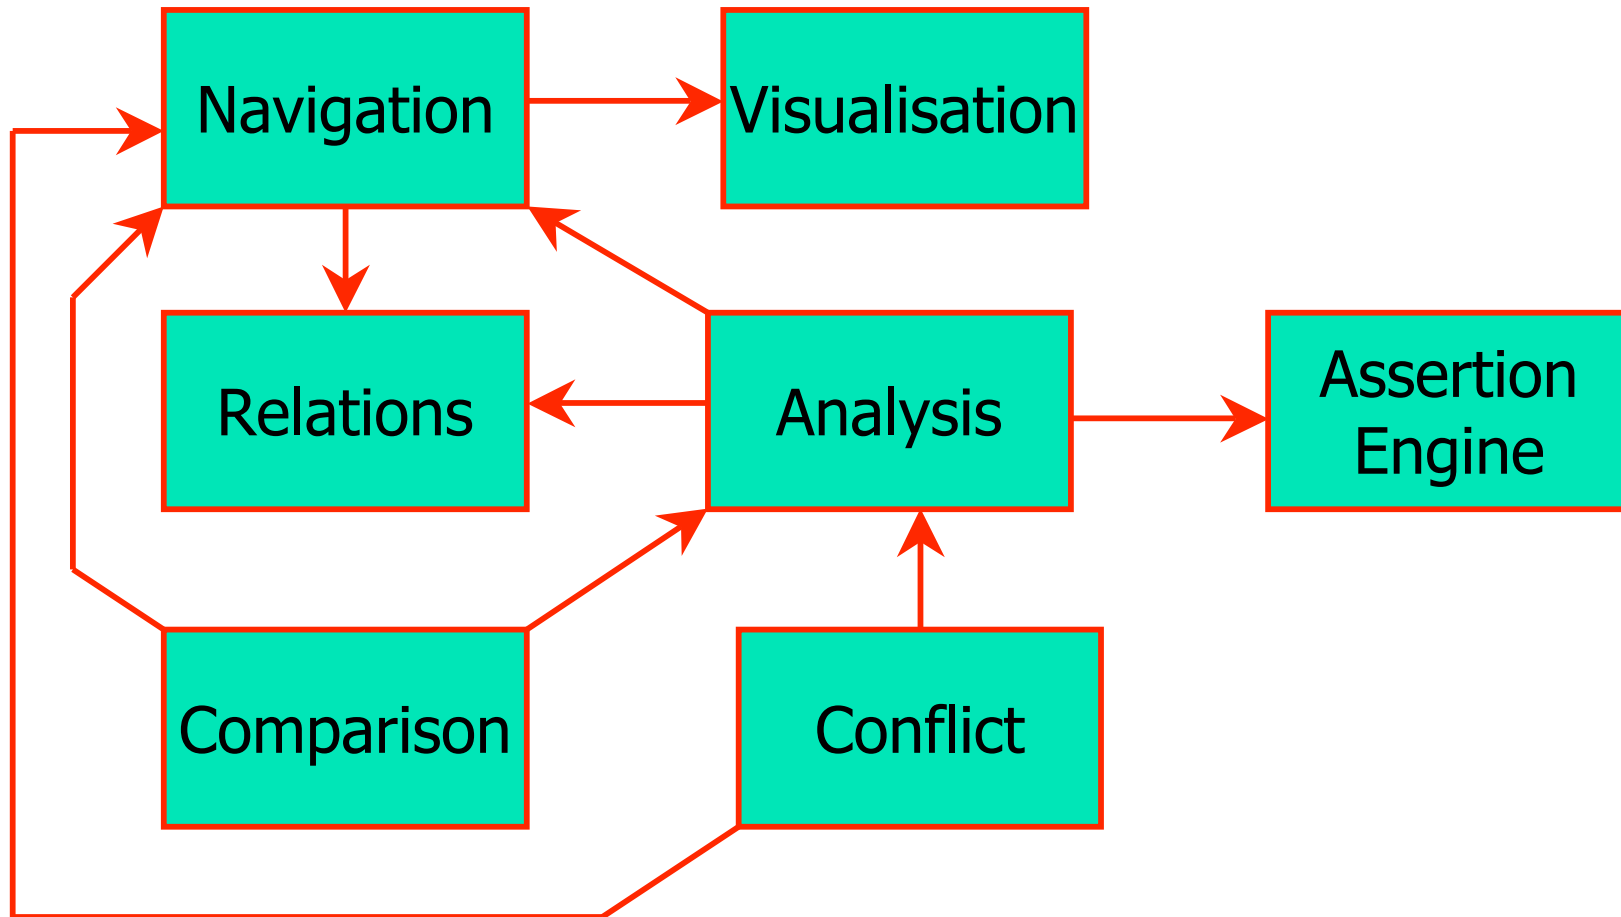 Navigation
Visualisation
Relations
Analysis
Assertion
Engine
Comparison
Conflict